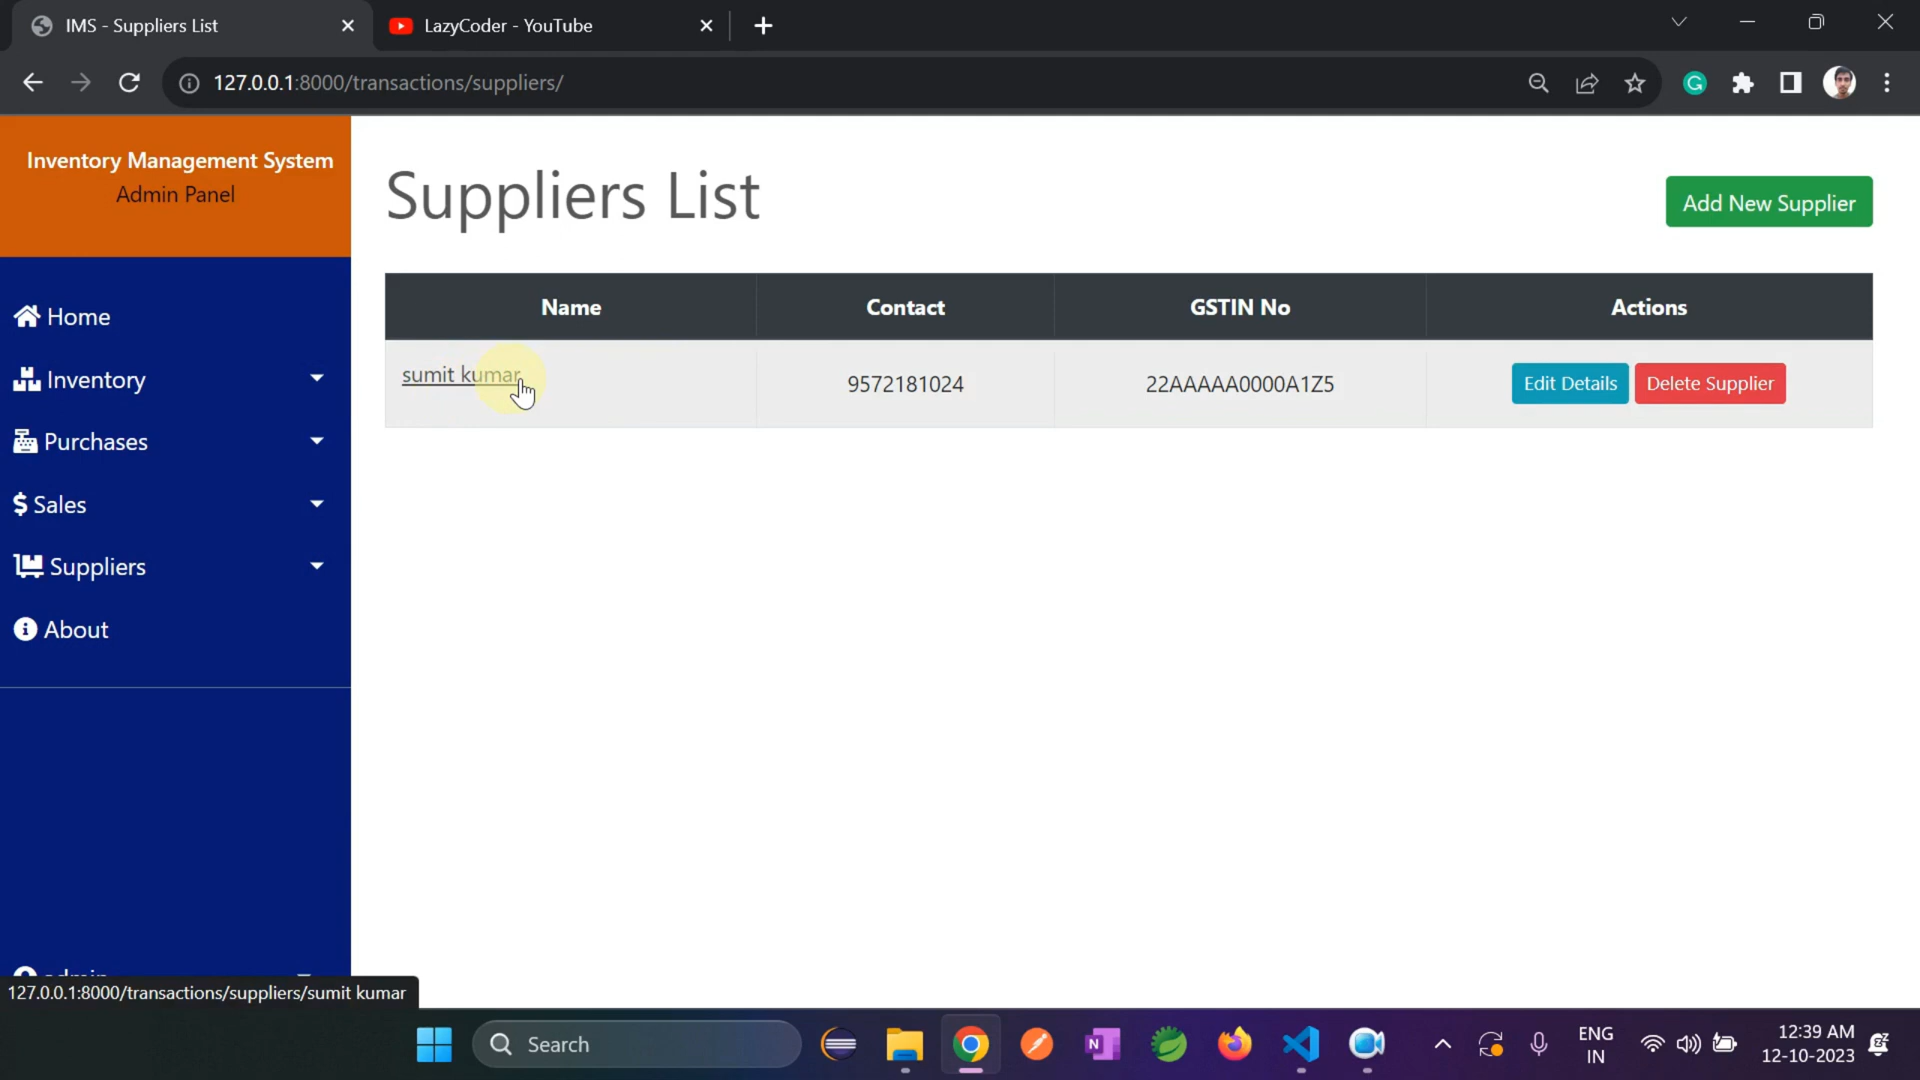 IMS - Suppliers List
LazyCoder - YouTube
127.0.0.1:8000/transactions/suppliers/
Inventory Management System
Admin Panel
Home
Inventory
Purchases
$ Sales
Suppliers
About
admin
Suppliers List
Add New Supplier
Name Contact GSTIN No Actions
sumit kumar 9572181024 22AAAAA0000A1Z5 Edit Details Delete Supplier
127.0.0.1:8000/transactions/suppliers/sumit kumar
Search
ENG
IN
12:39 AM
12-10-2023